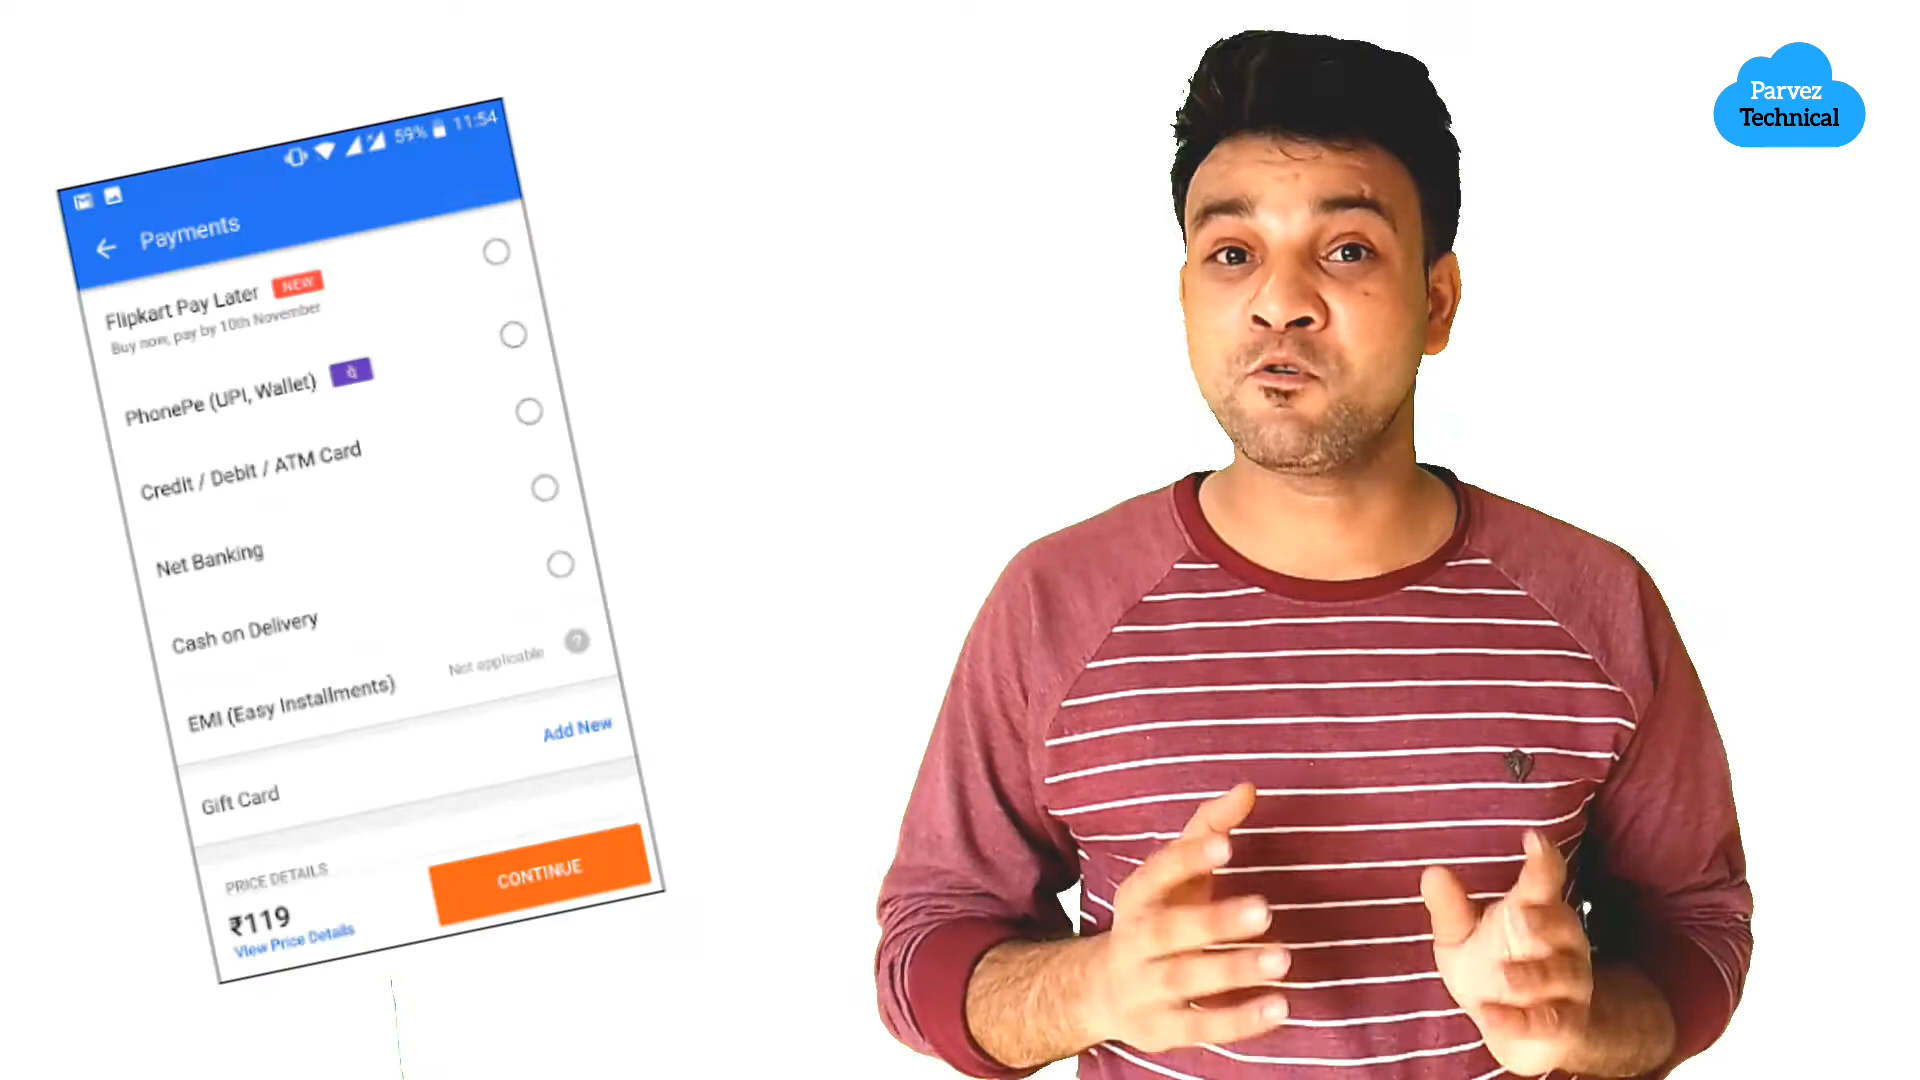 59% 11:54
Payments
Flipkart Pay Later NEW
Buy now, pay by 10th November
PhonePe (UPI, Wallet) पे
Credit / Debit / ATM Card
Net Banking
Cash on Delivery
EMI (Easy Installments) Not applicable ?
Add New
Gift Card
PRICE DETAILS
₹119
View Price Details
CONTINUE
Parvez
Technical